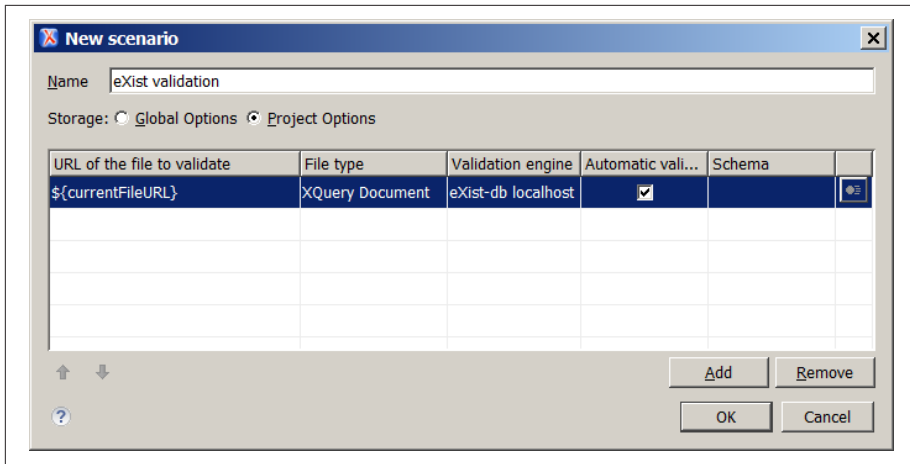 New scenario
Name eXist validation
Storage: Global Options Project Options
URL of the file to validate File type Validation engine Automatic vali... Schema
${currentFileURL} XQuery Document eXist-db localhost
Add Remove
? OK Cancel